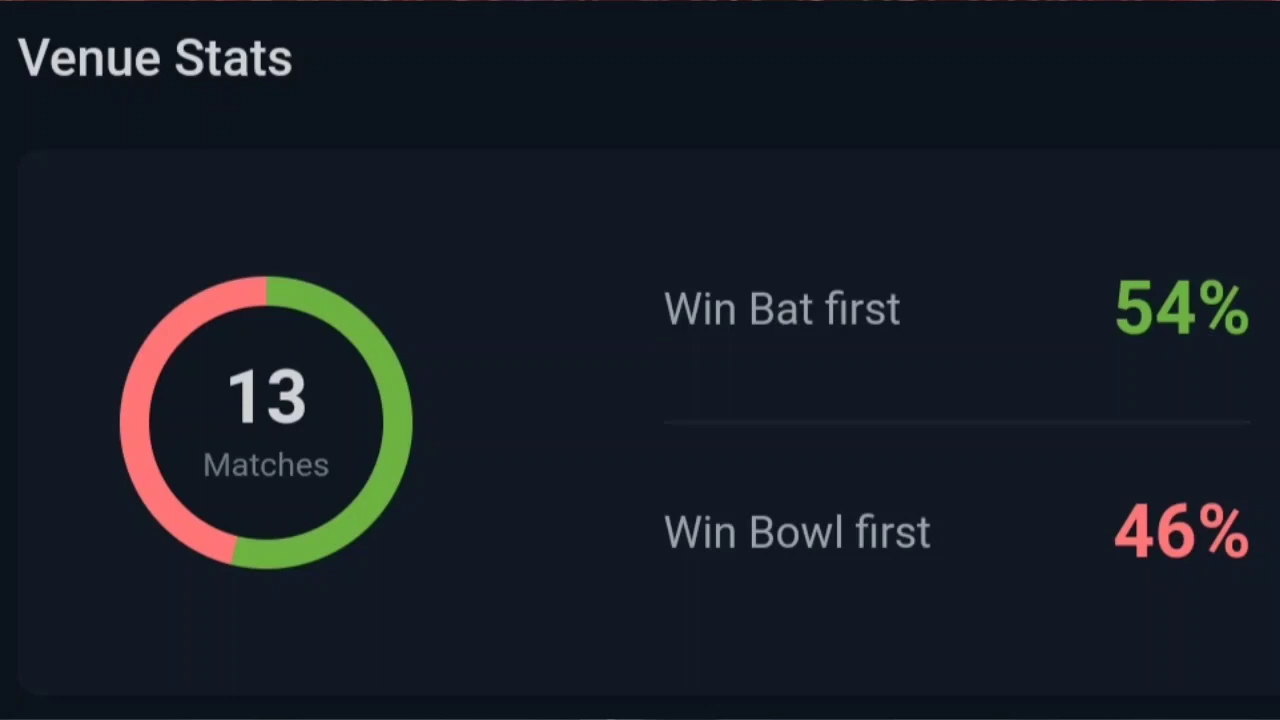 Venue Stats
13
Matches
Win Bat first 54%
Win Bowl first 46%